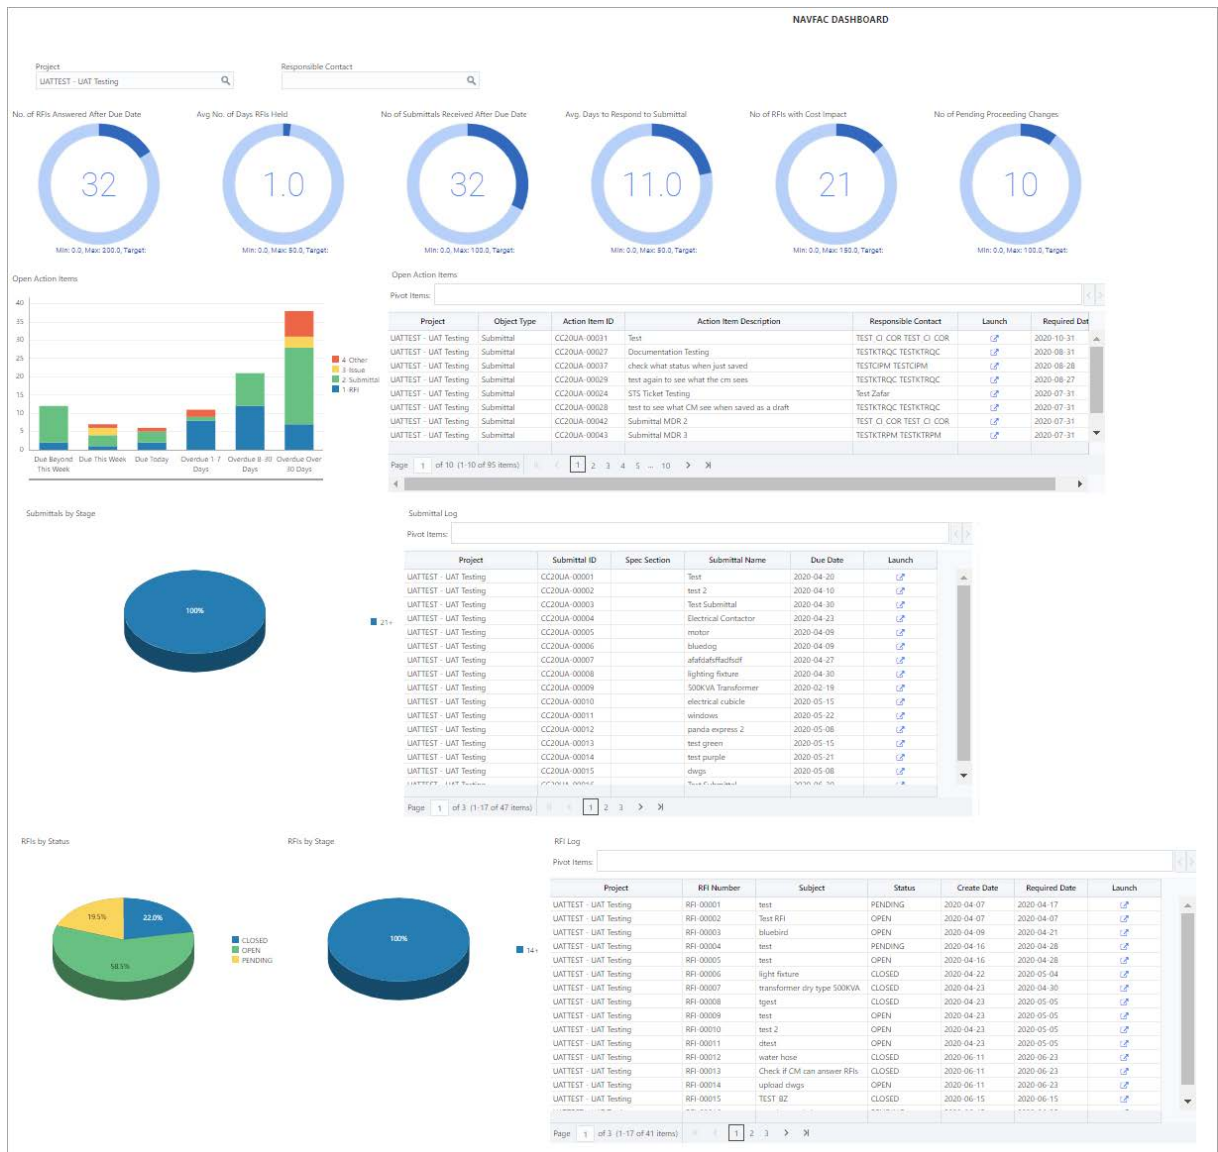 NAVFAC DASHBOARD
Project
Responsible Contact
UATTEST - UAT Testing
No. of RFIs Answered After Due Date
Avg No. of Days RFIs Held
No of Submittals Received After Due Date
Avg. Days to Respond to Submittal
No of RFIs with Cost Impact
No of Pending Proceeding Changes
32
1.0
32
11.0
21
10
Min: 0.0, Max: 200.0, Target:
Min: 0.0, Max: 50.0, Target:
Min: 0.0, Max: 100.0, Target:
Min: 0.0, Max: 50.0, Target:
Min: 0.0, Max: 150.0, Target:
Min: 0.0, Max: 100.0, Target:
Open Action Items
40
35
30
25
20
15
10
5
0
Due Beyond This Week
Due This Week
Due Today
Overdue 1-7 Days
Overdue 8-30 Days
Overdue Over 30 Days
4-Other
3-Issue
2-Submittal
1-RFI
Open Action Items
Pivot Items:
Project Object Type Action Item ID Action Item Description Responsible Contact Launch Required Dat
UATTEST - UAT Testing Submittal CC20UA-00031 Test TEST_CI_COR TEST_CI_COR 2020-10-31
UATTEST - UAT Testing Submittal CC20UA-00027 Documentation Testing TESTKTRQC TESTKTRQC 2020-08-31
UATTEST - UAT Testing Submittal CC20UA-00037 check what status when just saved TESTCIPM TESTCIPM 2020-08-28
UATTEST - UAT Testing Submittal CC20UA-00029 test again to see what the cm sees TESTKTRQC TESTKTRQC 2020-08-27
UATTEST - UAT Testing Submittal CC20UA-00024 STS Ticket Testing Test Zafar 2020-07-31
UATTEST - UAT Testing Submittal CC20UA-00028 test to see what CM see when saved as a draft TESTKTRQC TESTKTRQC 2020-07-31
UATTEST - UAT Testing Submittal CC20UA-00042 Submittal MDR 2 TEST_CI_COR TEST_CI_COR 2020-07-31
UATTEST - UAT Testing Submittal CC20UA-00043 Submittal MDR 3 TESTKTRPM TESTKTRPM 2020-07-31
Page 1 of 10 (1-10 of 95 items) 1 2 3 4 5 ... 10
Submittals by Stage
100%
21+
Submittal Log
Pivot Items:
Project Submittal ID Spec Section Submittal Name Due Date Launch
UATTEST - UAT Testing CC20UA-00001 Test 2020-04-20
UATTEST - UAT Testing CC20UA-00002 test 2 2020-04-10
UATTEST - UAT Testing CC20UA-00003 Test Submittal 2020-04-30
UATTEST - UAT Testing CC20UA-00004 Electrical Contactor 2020-04-23
UATTEST - UAT Testing CC20UA-00005 motor 2020-04-09
UATTEST - UAT Testing CC20UA-00006 bluedog 2020-04-09
UATTEST - UAT Testing CC20UA-00007 2020-04-27
UATTEST - UAT Testing CC20UA-00008 lighting fixture 2020-04-30
UATTEST - UAT Testing CC20UA-00009 500KVA Transformer 2020-02-19
UATTEST - UAT Testing CC20UA-00010 electrical cubicle 2020-05-15
UATTEST - UAT Testing CC20UA-00011 windows 2020-05-22
UATTEST - UAT Testing CC20UA-00012 panda express 2 2020-05-08
UATTEST - UAT Testing CC20UA-00013 test green 2020-05-15
UATTEST - UAT Testing CC20UA-00014 test purple 2020-05-21
UATTEST - UAT Testing CC20UA-00015 dwgs 2020-05-08
Page 1 of 3 (1-17 of 47 items) 1 2 3
RFIs by Status
19.5%
22.0%
58.5%
CLOSED
OPEN
PENDING
RFIs by Stage
100%
14+
RFI Log
Pivot Items:
Project RFI Number Subject Status Create Date Required Date Launch
UATTEST - UAT Testing RFI-00001 test PENDING 2020-04-07 2020-04-17
UATTEST - UAT Testing RFI-00002 Test RFI OPEN 2020-04-07 2020-04-07
UATTEST - UAT Testing RFI-00003 bluebird OPEN 2020-04-09 2020-04-21
UATTEST - UAT Testing RFI-00004 test PENDING 2020-04-16 2020-04-28
UATTEST - UAT Testing RFI-00005 test OPEN 2020-04-16 2020-04-28
UATTEST - UAT Testing RFI-00006 light fixture CLOSED 2020-04-22 2020-05-04
UATTEST - UAT Testing RFI-00007 transformer dry type 500KVA CLOSED 2020-04-23 2020-04-30
UATTEST - UAT Testing RFI-00008 tgest CLOSED 2020-04-23 2020-05-05
UATTEST - UAT Testing RFI-00009 test OPEN 2020-04-23 2020-05-05
UATTEST - UAT Testing RFI-00010 test 2 OPEN 2020-04-23 2020-05-05
UATTEST - UAT Testing RFI-00011 dtest OPEN 2020-04-23 2020-05-05
UATTEST - UAT Testing RFI-00012 water hose CLOSED 2020-06-11 2020-06-23
UATTEST - UAT Testing RFI-00013 Check if CM can answer RFIs CLOSED 2020-06-11 2020-06-23
UATTEST - UAT Testing RFI-00014 upload dwgs OPEN 2020-06-11 2020-06-23
UATTEST - UAT Testing RFI-00015 TEST BZ CLOSED 2020-06-15 2020-06-15
Page 1 of 3 (1-17 of 41 items) 1 2 3